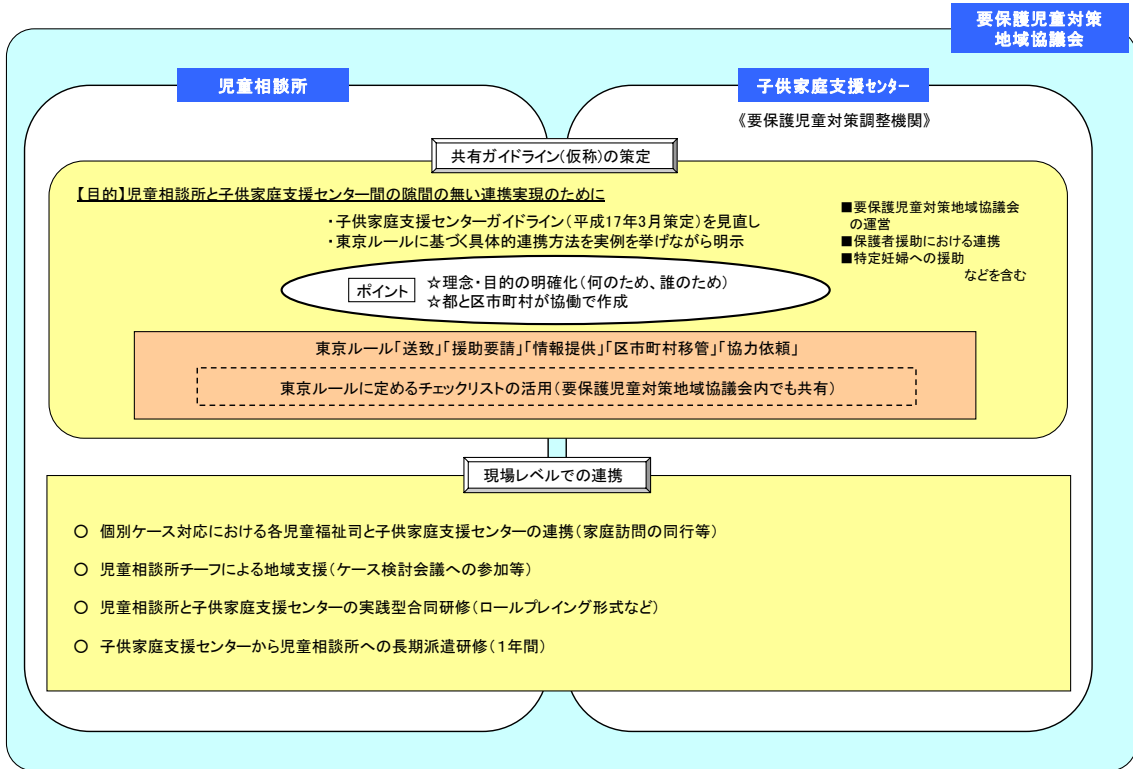 要保護児童対策
地域協議会
児童相談所
子供家庭支援センター
《要保護児童対策調整機関》
共有ガイドライン(仮称)の策定
【目的】児童相談所と子供家庭支援センター間の隙間の無い連携実現のために
・子供家庭支援センターガイドライン(平成17年3月策定)を見直し
・東京ルールに基づく具体的連携方法を実例を挙げながら明示
■要保護児童対策地域協議会
の運営
■保護者援助における連携
■特定妊婦への援助
などを含む
ポイント
☆理念・目的の明確化(何のため、誰のため)
☆都と区市町村が協働で作成
東京ルール「送致」「援助要請」「情報提供」「区市町村移管」「協力依頼」
東京ルールに定めるチェックリストの活用(要保護児童対策地域協議会内でも共有)
現場レベルでの連携
○ 個別ケース対応における各児童福祉司と子供家庭支援センターの連携(家庭訪問の同行等)
○ 児童相談所チーフによる地域支援(ケース検討会議への参加等)
○ 児童相談所と子供家庭支援センターの実践型合同研修(ロールプレイング形式など)
○ 子供家庭支援センターから児童相談所への長期派遣研修(1年間)